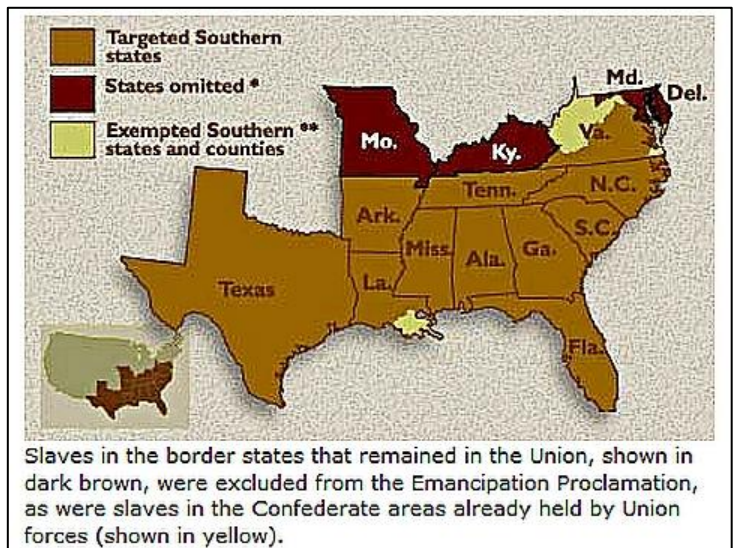 Targeted Southern
states
States omitted *
Exempted Southern **
states and counties
Md.
Del.
Mo.
Ky.
Va.
Tenn.
N.C.
Ark.
S.C.
Miss.
Ala.
Ga.
Texas
La.
Fla.
Slaves in the border states that remained in the Union, shown in
dark brown, were excluded from the Emancipation Proclamation,
as were slaves in the Confederate areas already held by Union
forces (shown in yellow).